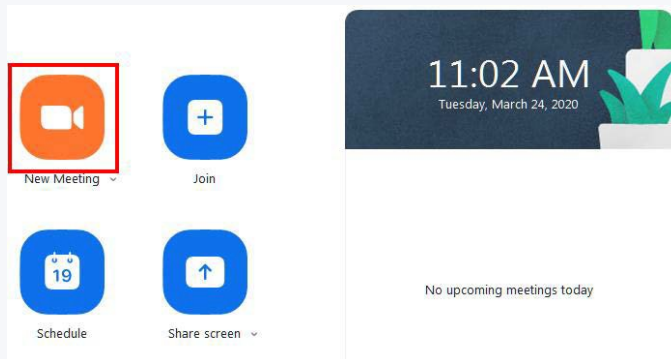 New Meeting
Join
19
Schedule
Share screen
11:02 AM
Tuesday, March 24, 2020
No upcoming meetings today